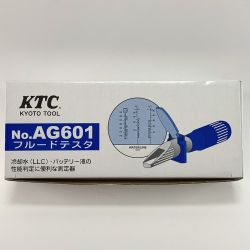 KTC
KYOTO TOOL
No.AG601
フルードテスタ
冷却水（LLC）・バッテリー液の
性能判定に便利な測定器
WATERLINE